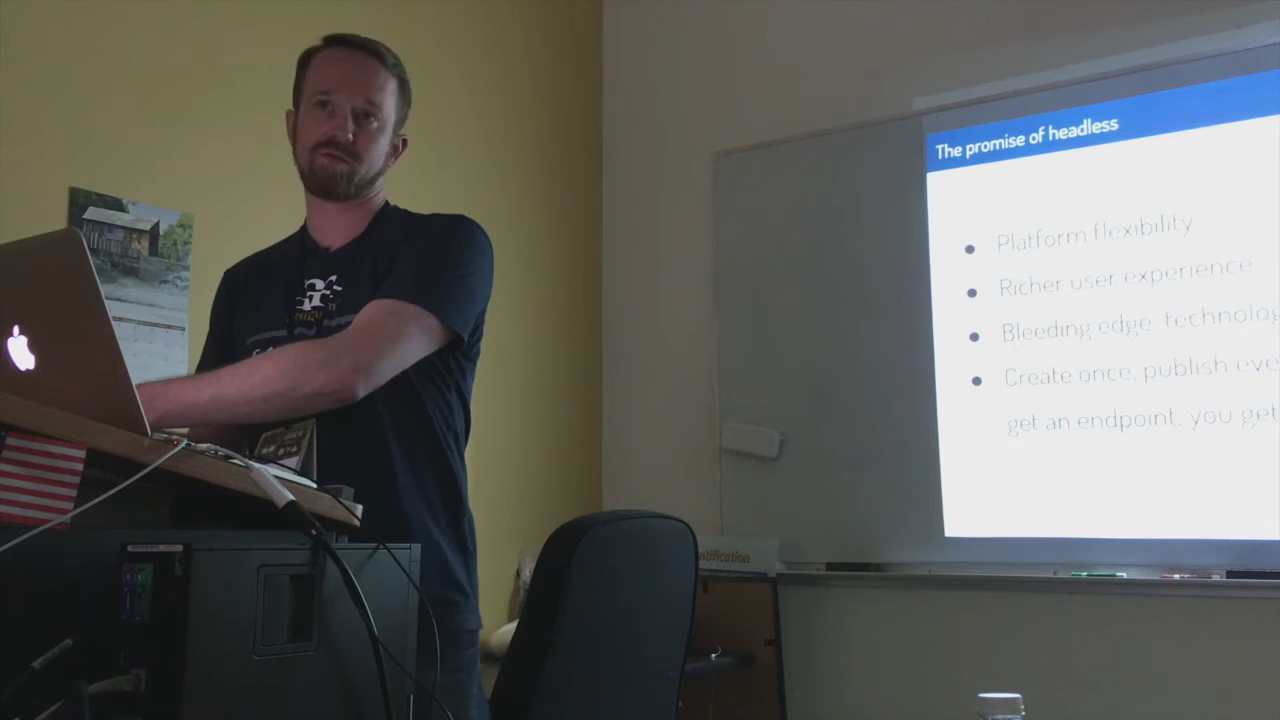 The promise of headless
Platform flexibility
Richer user experience
Bleeding edge technolog
Create once, publish eve
get an endpoint, you get
ntification